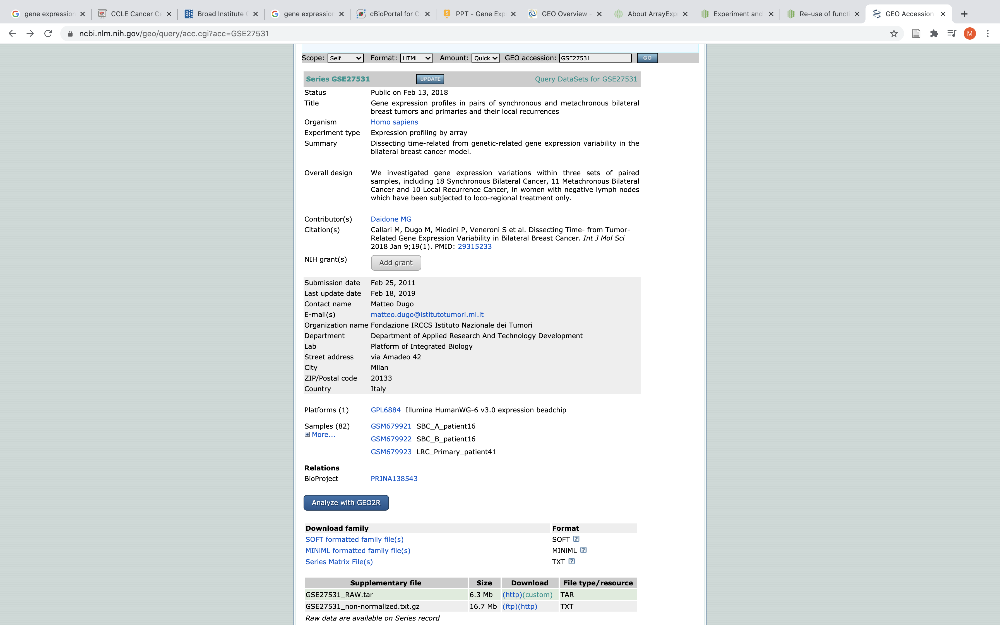 gene expression
CCLE Cancer Ce
Broad Institute
gene expression
cBioPortal for C
PPT - Gene Exp
GEO Overview -
About ArrayExp
Experiment and
Re-use of functi
GEO Accession
ncbi.nlm.nih.gov/geo/query/acc.cgi?acc=GSE27531
M
Scope: Self Format: HTML Amount: Quick GEO accession: GSE27531 GO
Series GSE27531 UPDATE Query DataSets for GSE27531
Status Public on Feb 13, 2018
Title Gene expression profiles in pairs of synchronous and metachronous bilateral
breast tumors and primaries and their local recurrences
Organism Homo sapiens
Experiment type Expression profiling by array
Summary Dissecting time-related from genetic-related gene expression variability in the
bilateral breast cancer model.
Overall design We investigated gene expression variations within three sets of paired
samples, including 18 Synchronous Bilateral Cancer, 11 Metachronous Bilateral
Cancer and 10 Local Recurrence Cancer, in women with negative lymph nodes
which have been subjected to loco-regional treatment only.
Contributor(s) Daidone MG
Citation(s) Callari M, Dugo M, Miodini P, Veneroni S et al. Dissecting Time- from Tumor-
Related Gene Expression Variability in Bilateral Breast Cancer. Int J Mol Sci
2018 Jan 9;19(1). PMID: 29315233
NIH grant(s) Add grant
Submission date Feb 25, 2011
Last update date Feb 18, 2019
Contact name Matteo Dugo
E-mail(s) matteo.dugo@istitutotumori.mi.it
Organization name Fondazione IRCCS Istituto Nazionale dei Tumori
Department Department of Applied Research And Technology Development
Lab Platform of Integrated Biology
Street address via Amadeo 42
City Milan
ZIP/Postal code 20133
Country Italy
Platforms (1) GPL6884 Illumina HumanWG-6 v3.0 expression beadchip
Samples (82) GSM679921 SBC_A_patient16
More...
GSM679922 SBC_B_patient16
GSM679923 LRC_Primary_patient41
Relations
BioProject PRJNA138543
Analyze with GEO2R
Download family Format
SOFT formatted family file(s) SOFT ?
MINiML formatted family file(s) MINiML ?
Series Matrix File(s) TXT ?
Supplementary file Size Download File type/resource
GSE27531_RAW.tar 6.3 Mb (http)(custom) TAR
GSE27531_non-normalized.txt.gz 16.7 Mb (ftp)(http) TXT
Raw data are available on Series record